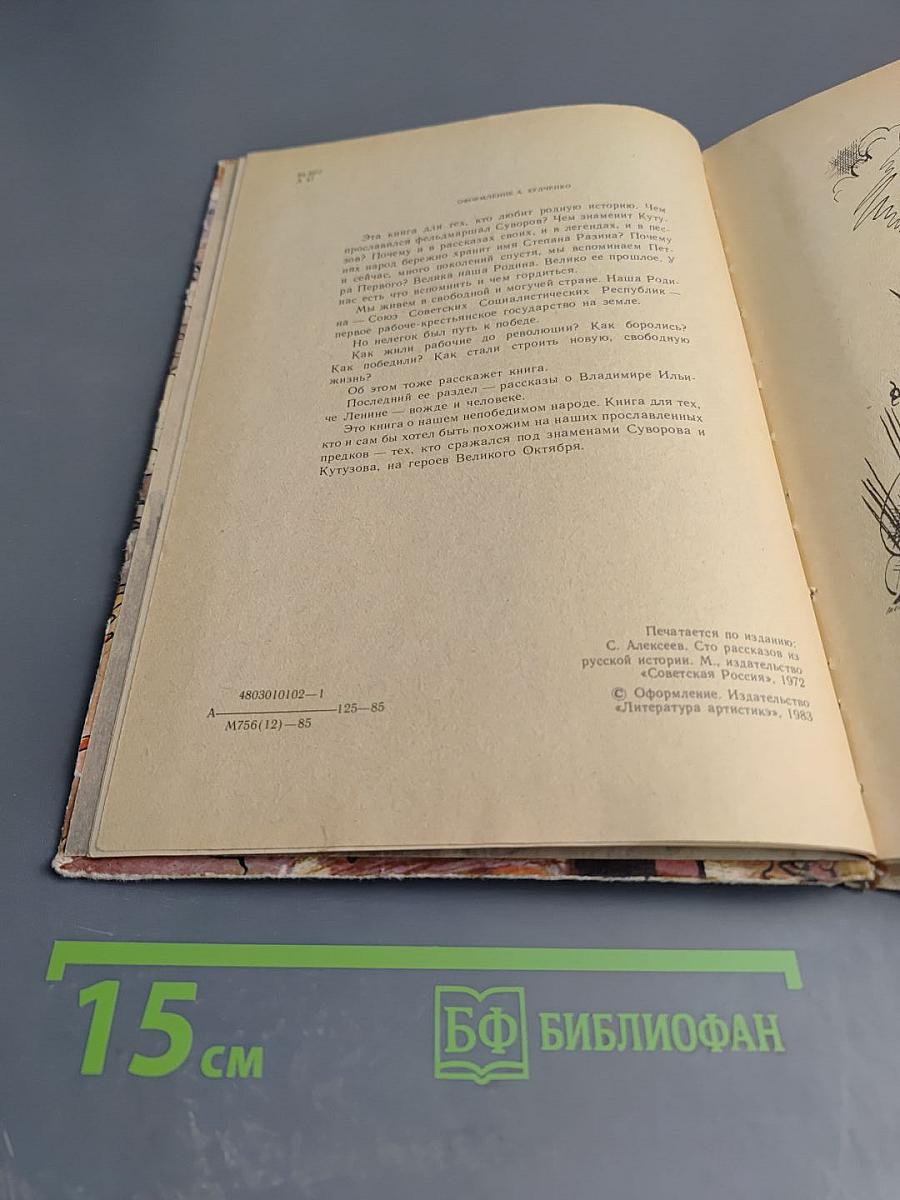 А 47
ОФОРМЛЕНИЕ А. ХУДЧЕНКО
Эта книга для тех, кто любит родную историю. Чем
прославился фельдмаршал Суворов? Чем знаменит Куту-
зов? Почему и в рассказах своих, и в легендах, и в пес-
нях народ бережно хранит имя Степана Разина? Почему
и сейчас, много поколений спустя, мы вспоминаем Пет-
ра Первого? Велика наша Родина. Велико ее прошлое. У
нас есть что вспомнить и чем гордиться.
Мы живем в свободной и могучей стране. Наша Роди-
на — Союз Советских Социалистических Республик —
первое рабоче-крестьянское государство на земле.
Но нелегок был путь к победе.
Как жили рабочие до революции? Как боролись?
Как победили? Как стали строить новую, свободную
жизнь?
Об этом тоже расскажет книга.
Последний ее раздел — рассказы о Владимире Ильи-
че Ленине — вожде и человеке.
Это книга о нашем непобедимом народе. Книга для тех,
кто и сам бы хотел быть похожим на наших прославленных
предков — тех, кто сражался под знаменами Суворова и
Кутузова, на героев Великого Октября.
Печатается по изданию:
С. Алексеев. Сто рассказов из
русской истории. М., издательство
«Советская Россия», 1972
© Оформление. Издательство
«Литература артистикэ», 1983
4803010102—1
А————125—85
М756(12)—85
15 см
БФ БИБЛИОФАН